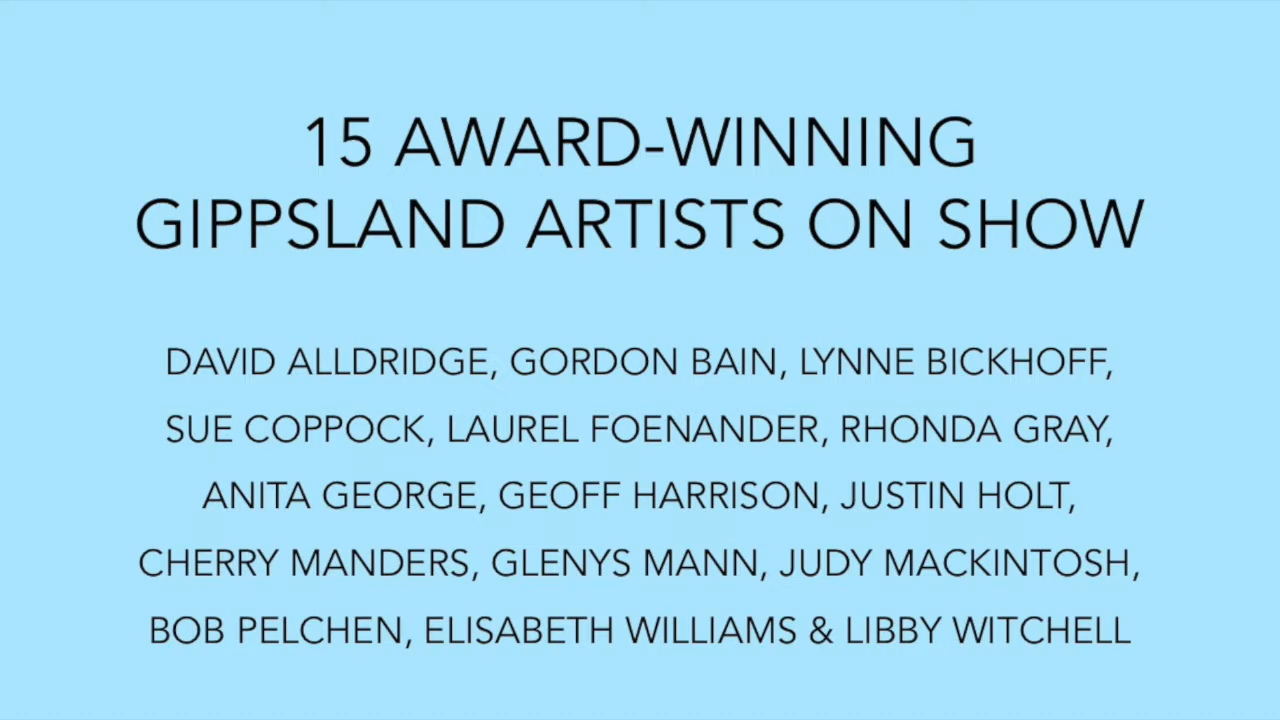 15 AWARD-WINNING
GIPPSLAND ARTISTS ON SHOW
DAVID ALLDRIDGE, GORDON BAIN, LYNNE BICKHOFF,
SUE COPPOCK, LAUREL FOENANDER, RHONDA GRAY,
ANITA GEORGE, GEOFF HARRISON, JUSTIN HOLT,
CHERRY MANDERS, GLENYS MANN, JUDY MACKINTOSH,
BOB PELCHEN, ELISABETH WILLIAMS & LIBBY WITCHELL